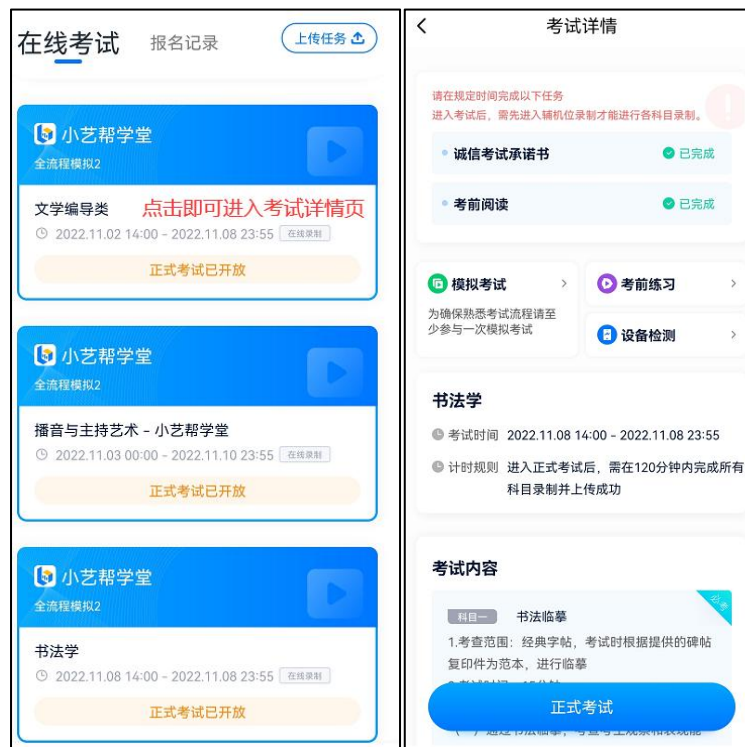 在线考试
报名记录
上传任务
小艺帮学堂
全流程模拟2
文学编导类
点击即可进入考试详情页
2022.11.02 14:00 - 2022.11.08 23:55
在线录制
正式考试已开放
小艺帮学堂
全流程模拟2
播音与主持艺术 - 小艺帮学堂
2022.11.03 00:00 - 2022.11.10 23:55
在线录制
正式考试已开放
小艺帮学堂
全流程模拟2
书法学
2022.11.08 14:00 - 2022.11.08 23:55
在线录制
正式考试已开放
考试详情
请在规定时间完成以下任务
进入考试后，需先进入辅机位录制才能进行各科目录制。
诚信考试承诺书
已完成
考前阅读
已完成
模拟考试
为确保熟悉考试流程请至
少参与一次模拟考试
考前练习
设备检测
书法学
考试时间 2022.11.08 14:00 - 2022.11.08 23:55
计时规则 进入正式考试后，需在120分钟内完成所有
科目录制并上传成功
考试内容
科目一 书法临摹
必考
1.考查范围：经典字帖，考试时根据提供的碑帖
复印件为范本，进行临摹
正式考试